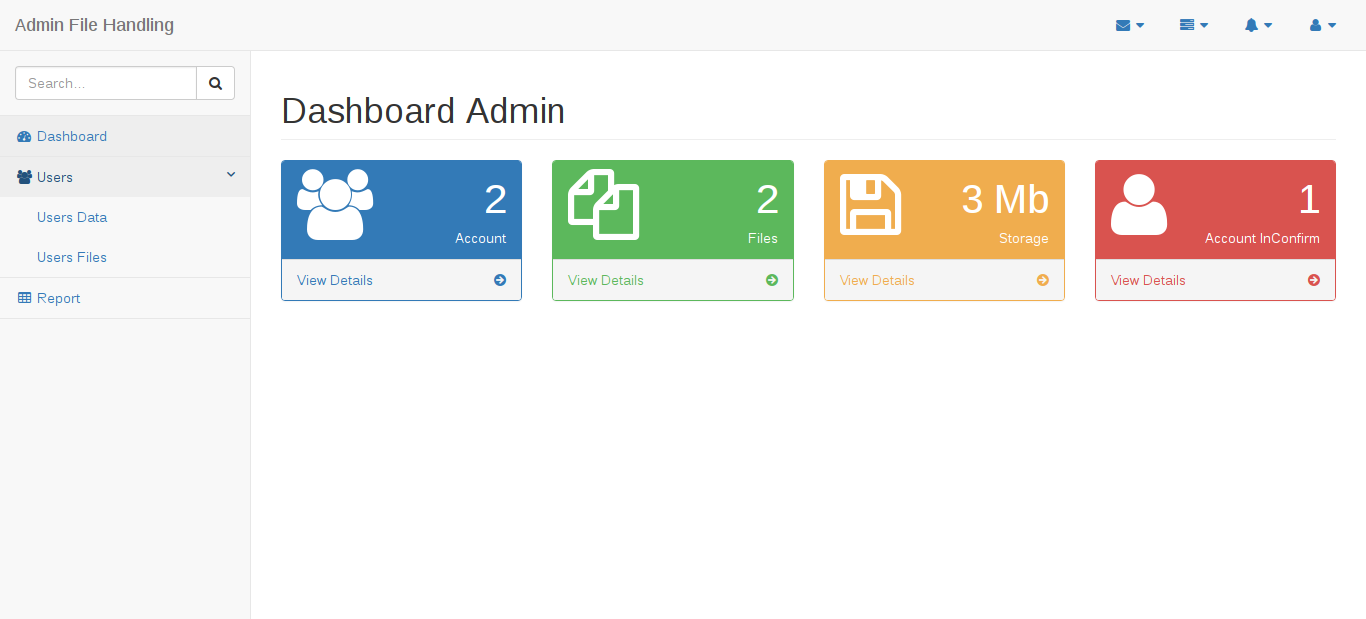 Admin File Handling
Search...
Dashboard
Users
Users Data
Users Files
Report
Dashboard Admin
2
Account
View Details
2
Files
View Details
3 Mb
Storage
View Details
1
Account InConfirm
View Details